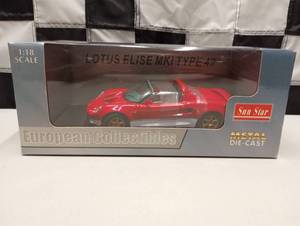 1:18
SCALE
LOTUS ELISE MKI TYPE 49
Sun Star
European Collectibles
METAL
DIE-CAST